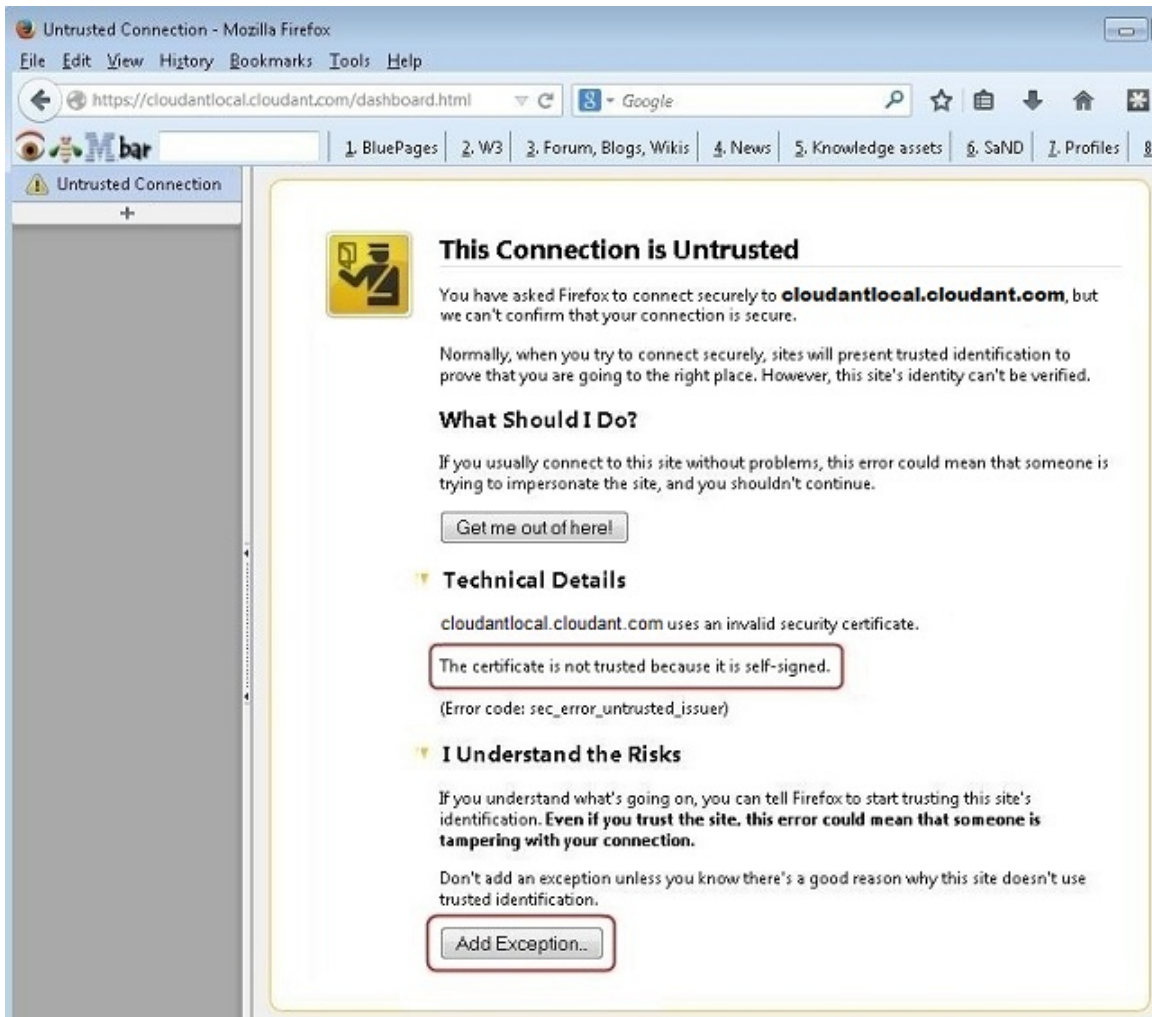 Untrusted Connection - Mozilla Firefox
File Edit View History Bookmarks Tools Help
https://cloudantlocal.cloudant.com/dashboard.html 8 Google
M bar 1. BluePages 2. W3 3. Forum, Blogs, Wikis 4. News 5. Knowledge assets 6. SaND 7. Profiles 8
Untrusted Connection
+
This Connection is Untrusted
You have asked Firefox to connect securely to cloudantlocal.cloudant.com, but
we can't confirm that your connection is secure.
Normally, when you try to connect securely, sites will present trusted identification to
prove that you are going to the right place. However, this site's identity can't be verified.
What Should I Do?
If you usually connect to this site without problems, this error could mean that someone is
trying to impersonate the site, and you shouldn't continue.
Get me out of here!
Technical Details
cloudantlocal.cloudant.com uses an invalid security certificate.
The certificate is not trusted because it is self-signed.
(Error code: sec_error_untrusted_issuer)
I Understand the Risks
If you understand what's going on, you can tell Firefox to start trusting this site's
identification. Even if you trust the site, this error could mean that someone is
tampering with your connection.
Don't add an exception unless you know there's a good reason why this site doesn't use
trusted identification.
Add Exception..